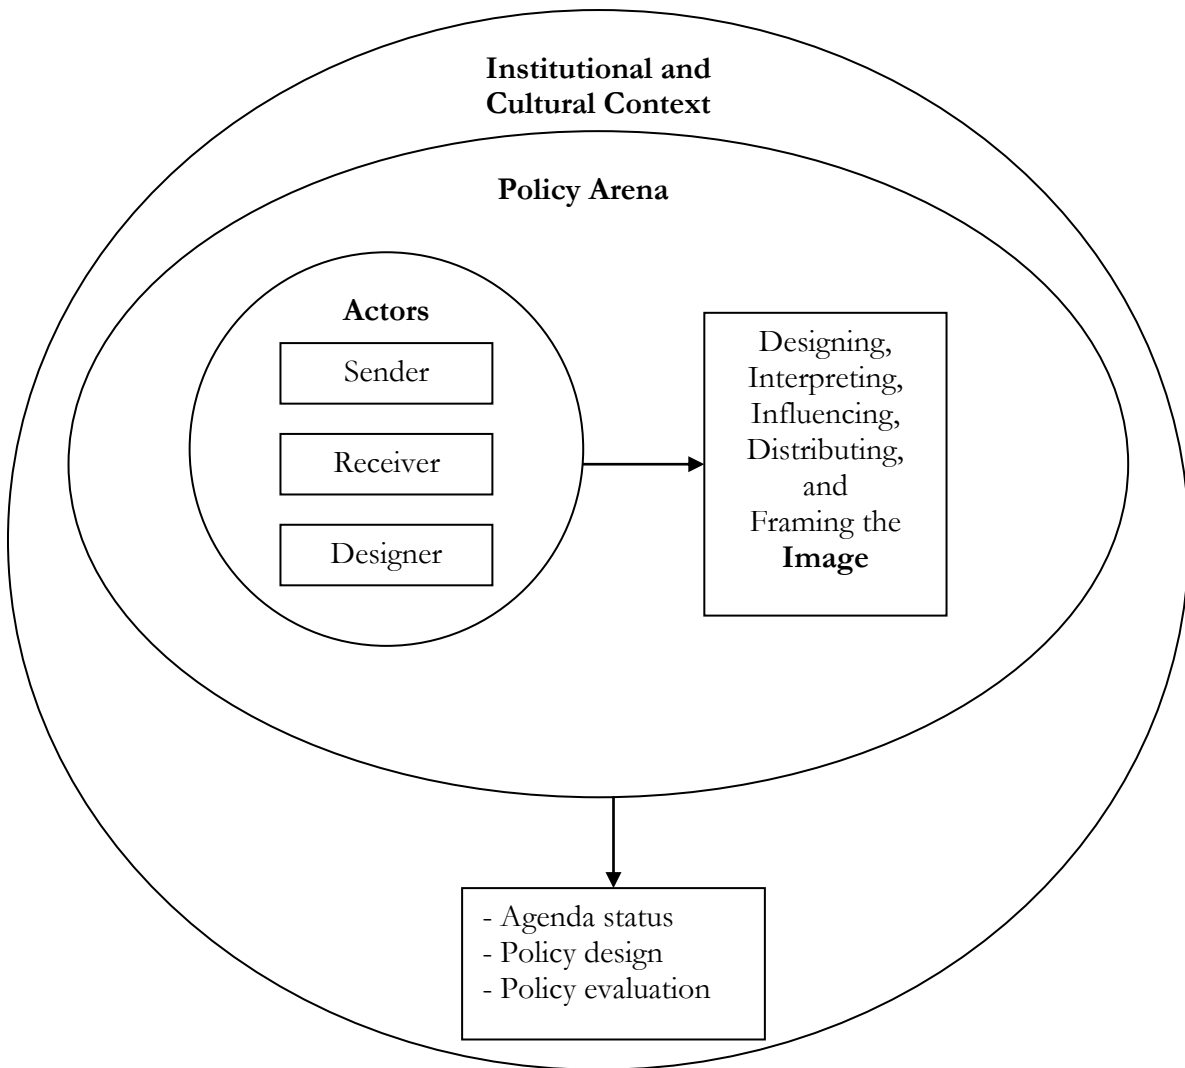 Institutional and
Cultural Context
Policy Arena
Actors
Sender
Receiver
Designer
Designing,
Interpreting,
Influencing,
Distributing,
and
Framing the
Image
- Agenda status
- Policy design
- Policy evaluation